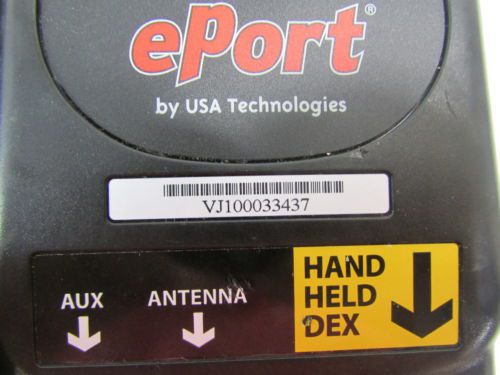 ePort®
by USA Technologies
VJ100033437
AUX
ANTENNA
HAND
HELD
DEX